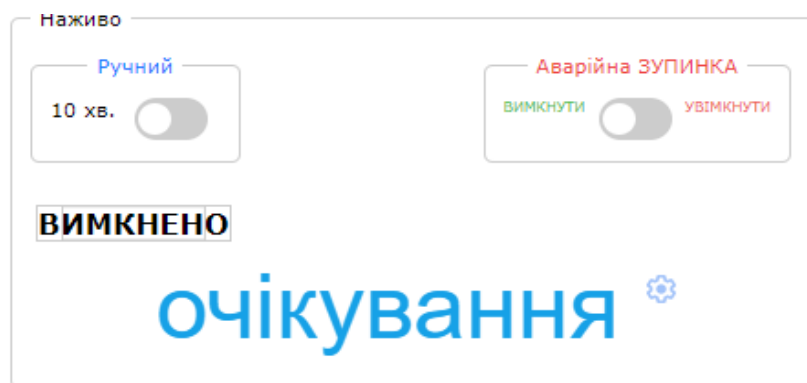 Наживо
Ручний
10 хв.
Аварійна ЗУПИНКА
ВИМКНУТИ УВІМКНУТИ
ВИМКНЕНО
очікування